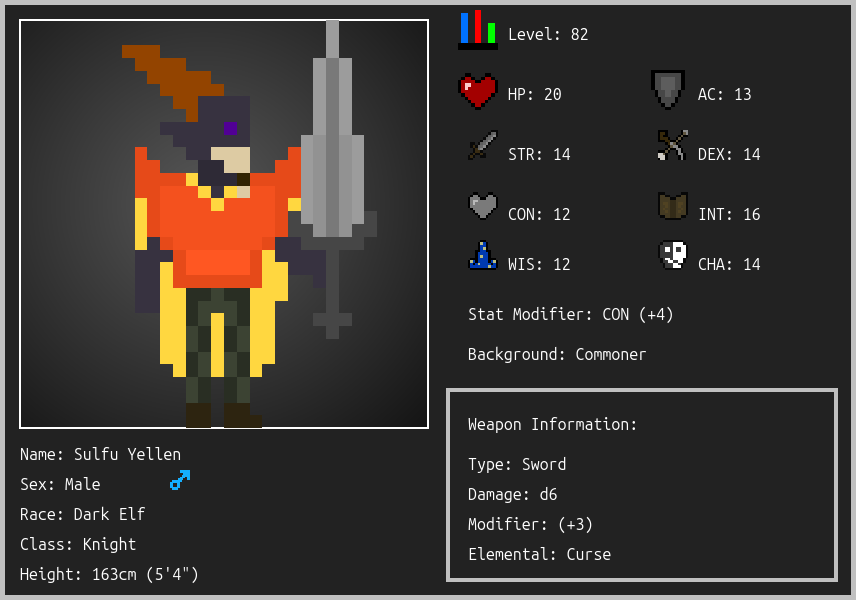 Level: 82
HP: 20
AC: 13
STR: 14
DEX: 14
CON: 12
INT: 16
WIS: 12
CHA: 14
Stat Modifier: CON (+4)
Background: Commoner
Weapon Information:
Type: Sword
Damage: d6
Modifier: (+3)
Elemental: Curse
Name: Sulfu Yellen
Sex: Male
Race: Dark Elf
Class: Knight
Height: 163cm (5'4")